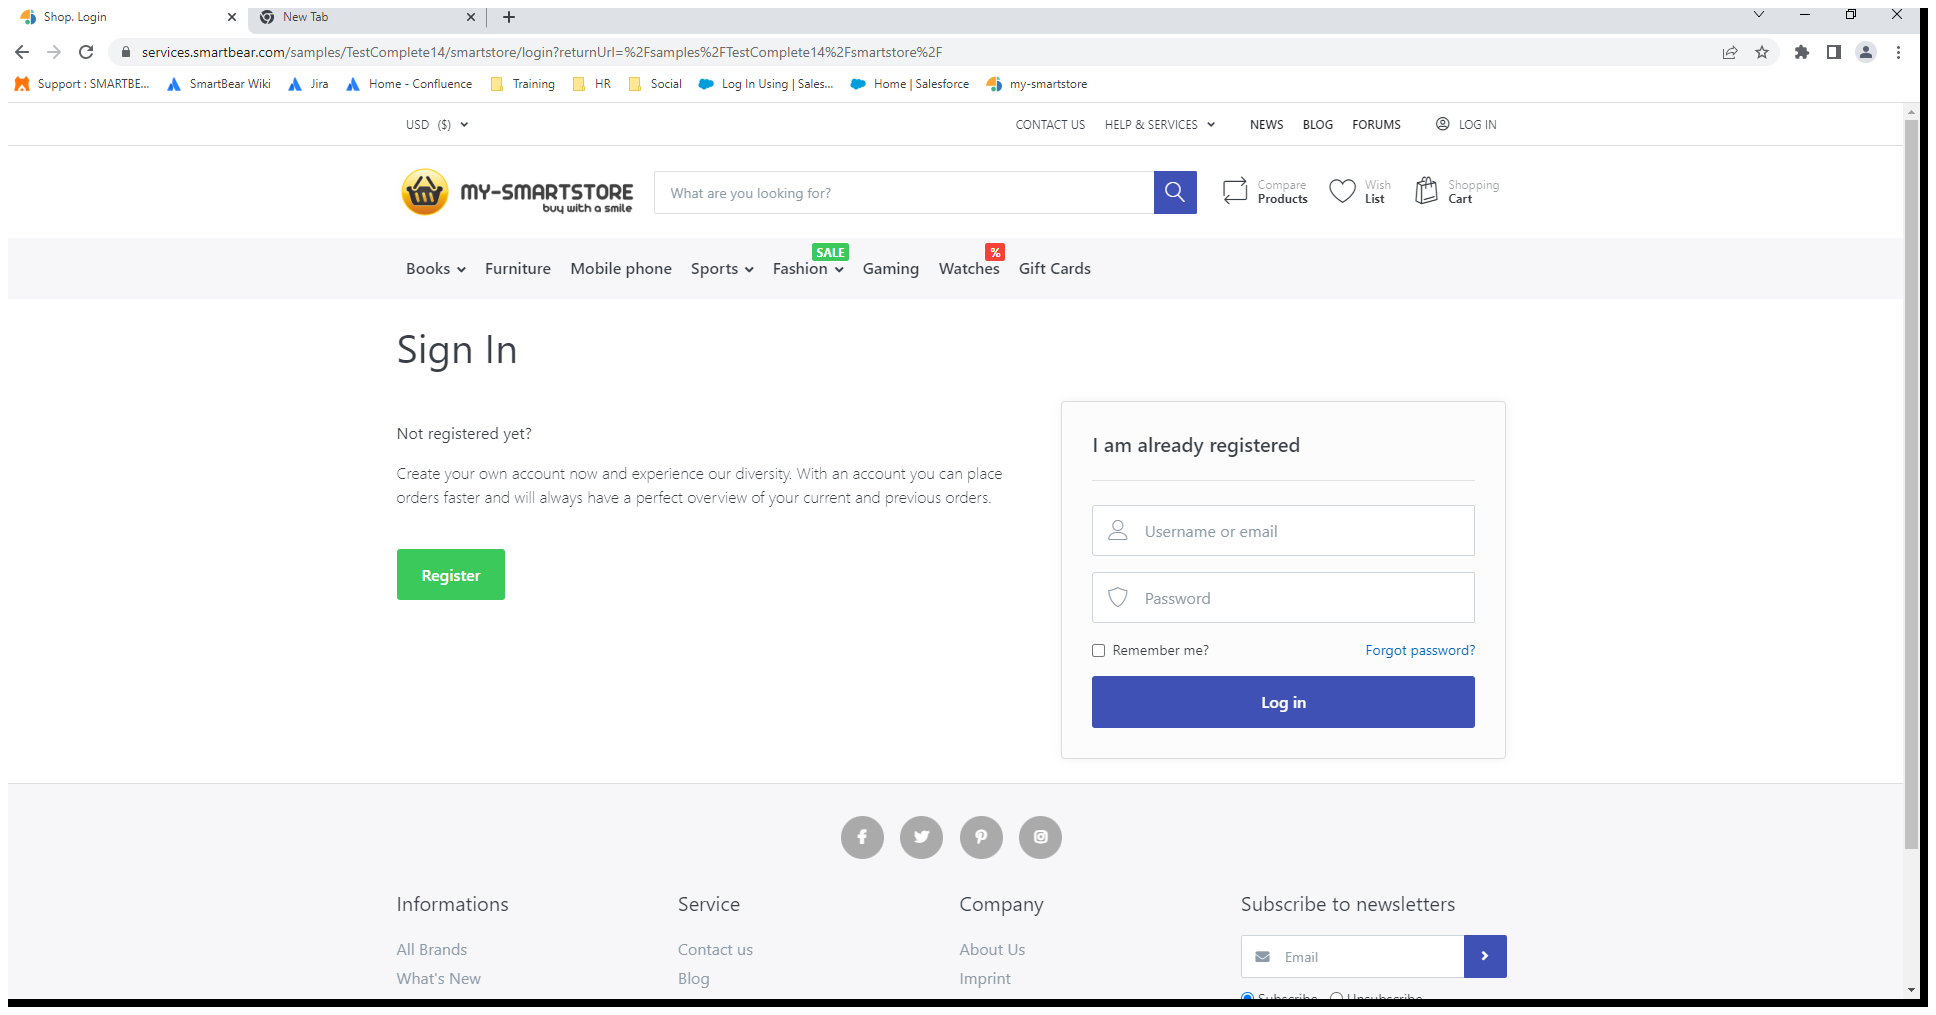 Shop. Login
New Tab
services.smartbear.com/samples/TestComplete14/smartstore/login?returnUrl=%2Fsamples%2FTestComplete14%2Fsmartstore%2F
Support : SMARTBE...
SmartBear Wiki
Jira
Home - Confluence
Training
HR
Social
Log In Using | Sales...
Home | Salesforce
my-smartstore
USD ($)
CONTACT US
HELP & SERVICES
NEWS
BLOG
FORUMS
LOG IN
MY-SMARTSTORE
buy with a smile
What are you looking for?
Compare
Products
Wish
List
Shopping
Cart
SALE
%
Books
Furniture
Mobile phone
Sports
Fashion
Gaming
Watches
Gift Cards
Sign In
Not registered yet?
Create your own account now and experience our diversity. With an account you can place
orders faster and will always have a perfect overview of your current and previous orders.
Register
I am already registered
Username or email
Password
Remember me?
Forgot password?
Log in
Informations
All Brands
What's New
Service
Contact us
Blog
Company
About Us
Imprint
Subscribe to newsletters
Email
Subscribe
Unsubscribe